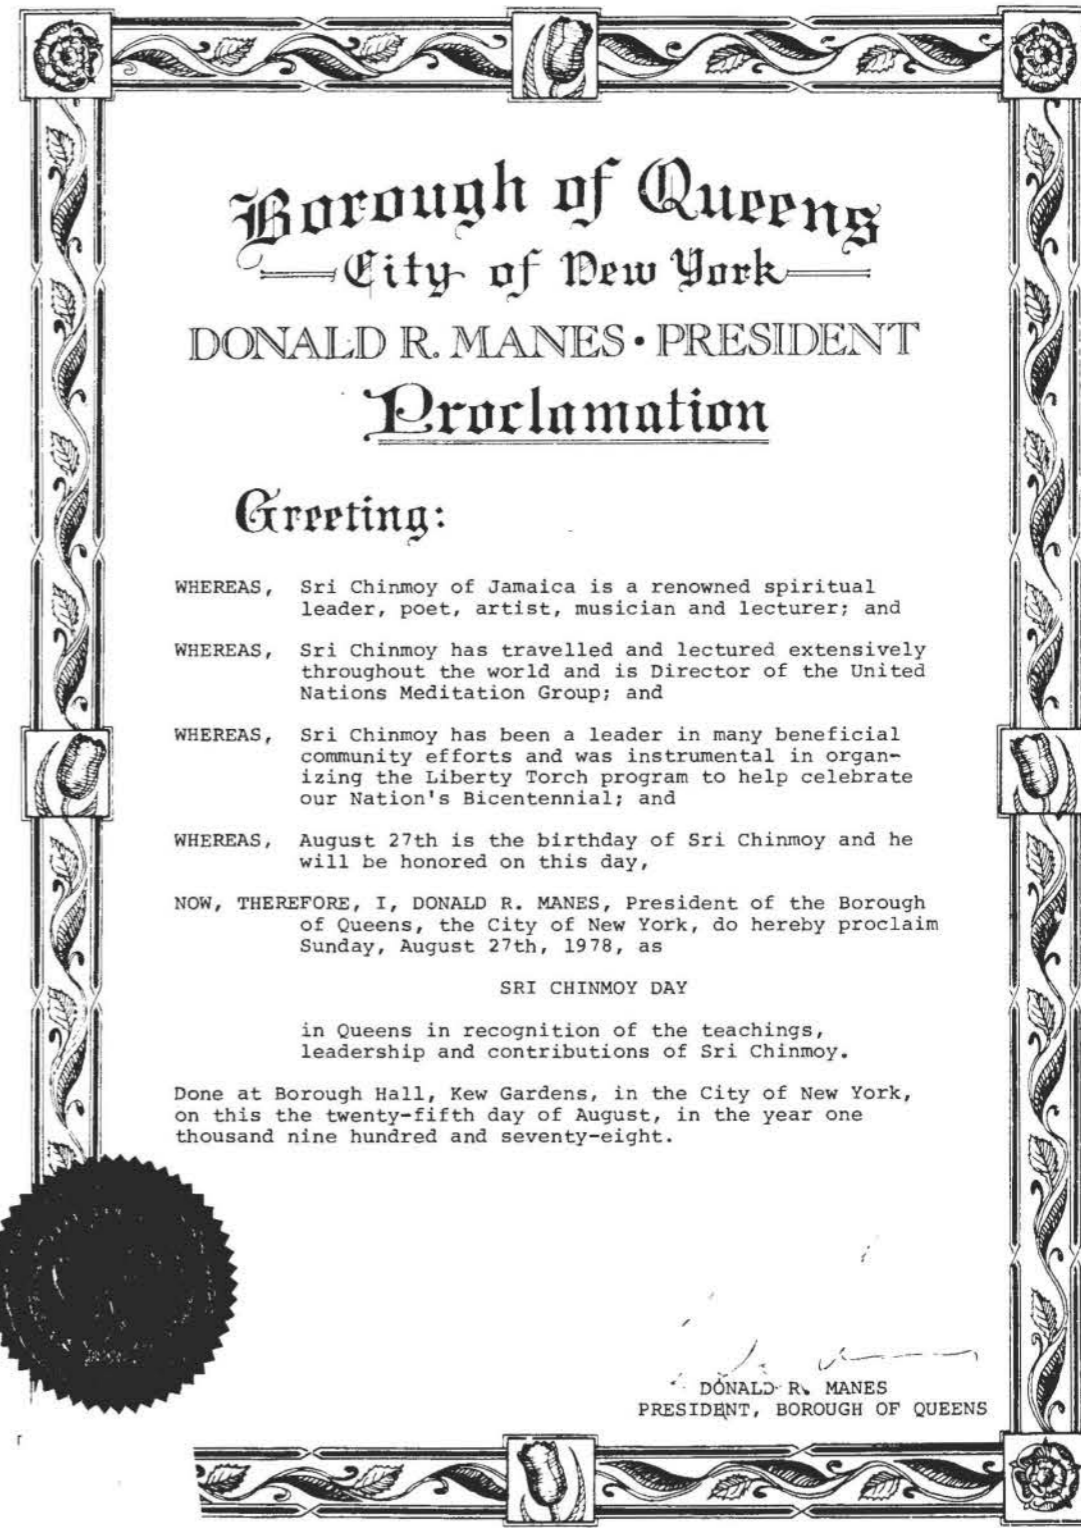 Borough of Queens
City of New York
DONALD R. MANES • PRESIDENT
Proclamation
Greeting:
WHEREAS, Sri Chinmoy of Jamaica is a renowned spiritual
leader, poet, artist, musician and lecturer; and
WHEREAS, Sri Chinmoy has travelled and lectured extensively
throughout the world and is Director of the United
Nations Meditation Group; and
WHEREAS, Sri Chinmoy has been a leader in many beneficial
community efforts and was instrumental in organ-
izing the Liberty Torch program to help celebrate
our Nation's Bicentennial; and
WHEREAS, August 27th is the birthday of Sri Chinmoy and he
will be honored on this day,
NOW, THEREFORE, I, DONALD R. MANES, President of the Borough
of Queens, the City of New York, do hereby proclaim
Sunday, August 27th, 1978, as
SRI CHINMOY DAY
in Queens in recognition of the teachings,
leadership and contributions of Sri Chinmoy.
Done at Borough Hall, Kew Gardens, in the City of New York,
on this the twenty-fifth day of August, in the year one
thousand nine hundred and seventy-eight.
DONALD R. MANES
PRESIDENT, BOROUGH OF QUEENS